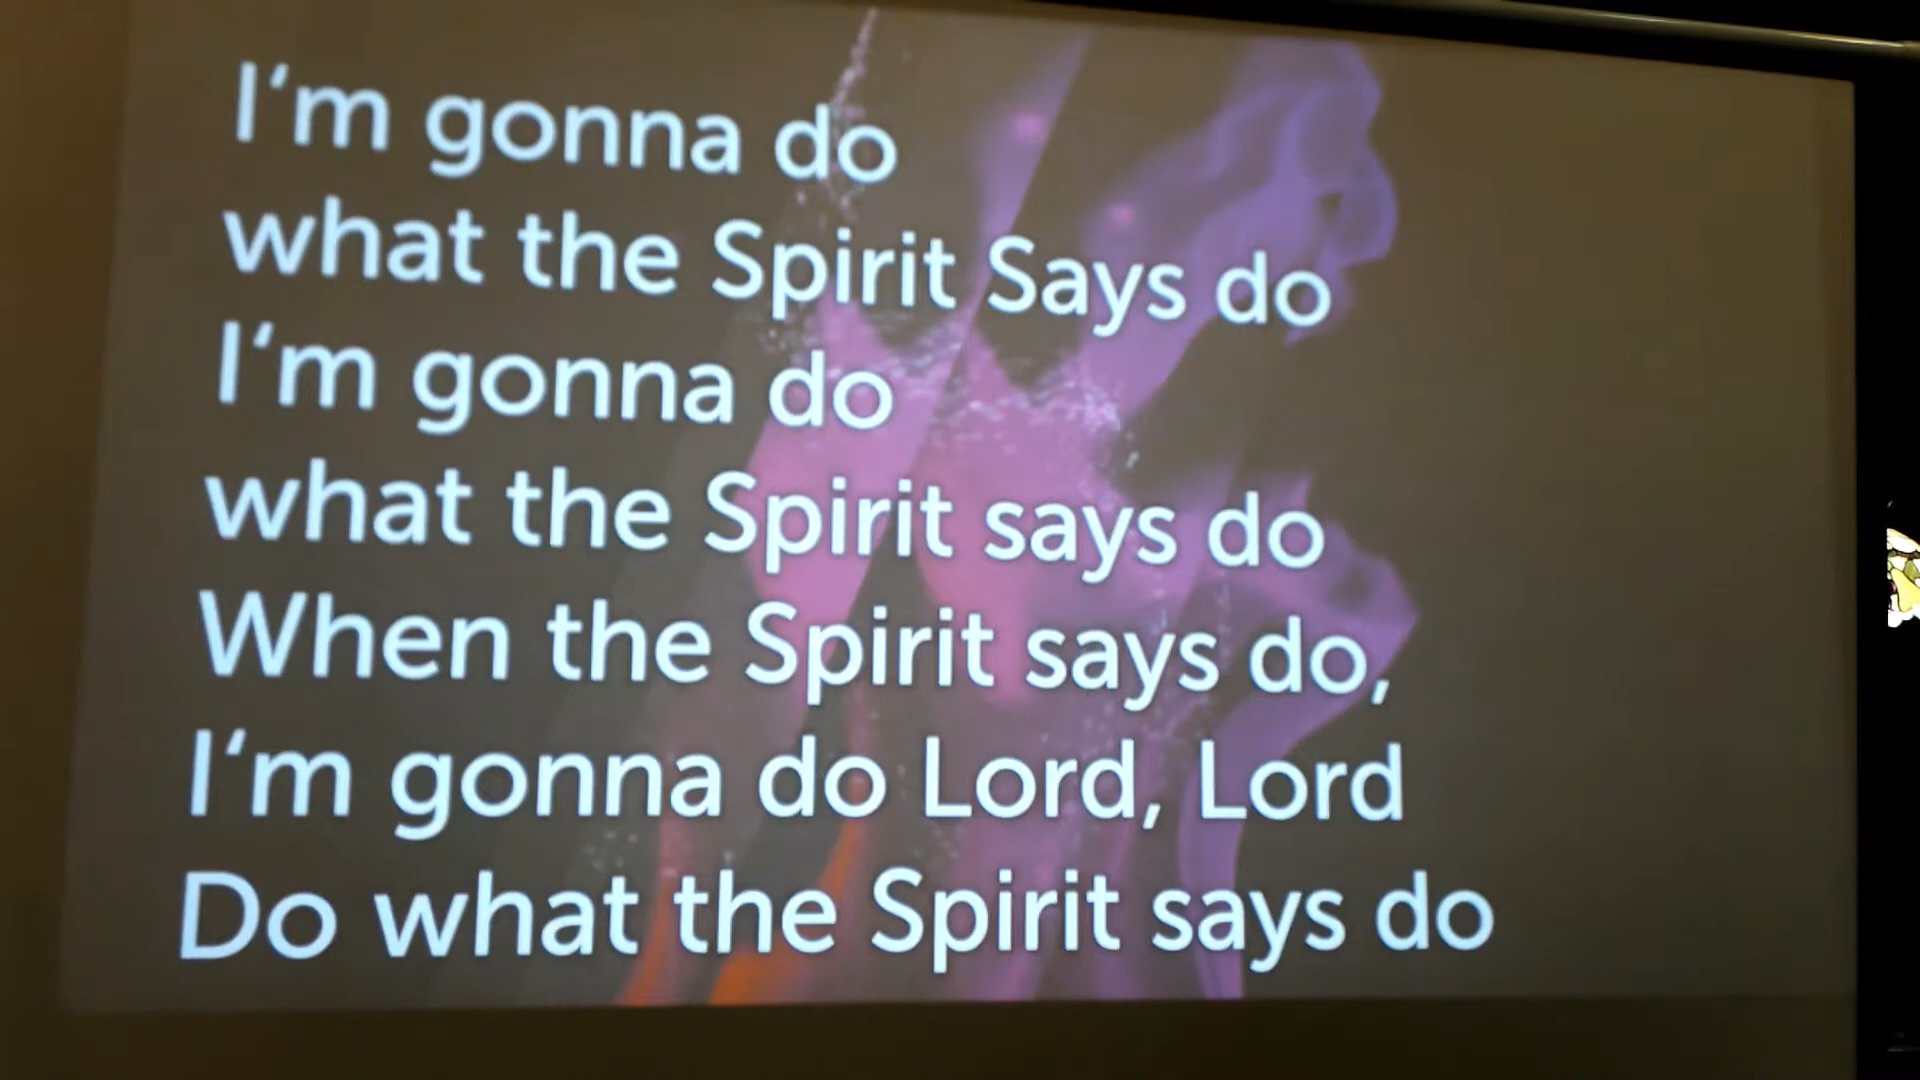 I‘m gonna do
what the Spirit Says do
I‘m gonna do
what the Spirit says do
When the Spirit says do,
I‘m gonna do Lord, Lord
Do what the Spirit says do